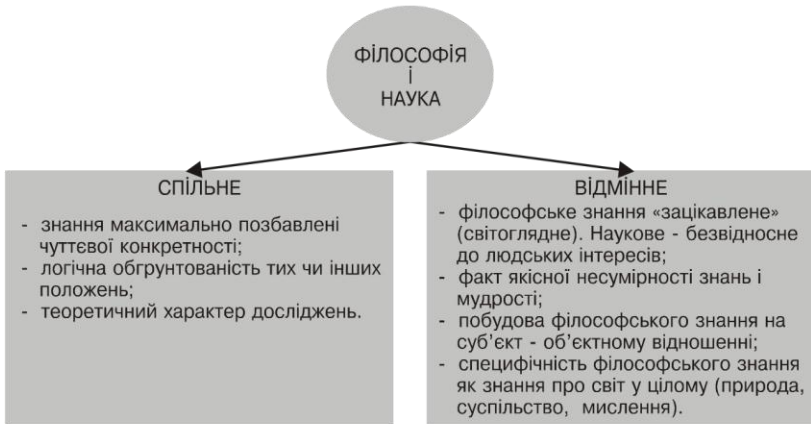 ФІЛОСОФІЯ
І
НАУКА
СПІЛЬНЕ
- знання максимально позбавлені
чуттєвої конкретності;
- логічна обгрунтованість тих чи інших
положень;
- теоретичний характер досліджень.
ВІДМІННЕ
- філософське знання «зацікавлене»
(світоглядне). Наукове - безвідносне
до людських інтересів;
- факт якісної несумірності знань і
мудрості;
- побудова філософського знання на
суб’єкт - об’єктному відношенні;
- специфічність філософського знання
як знання про світ у цілому (природа,
суспільство, мислення).